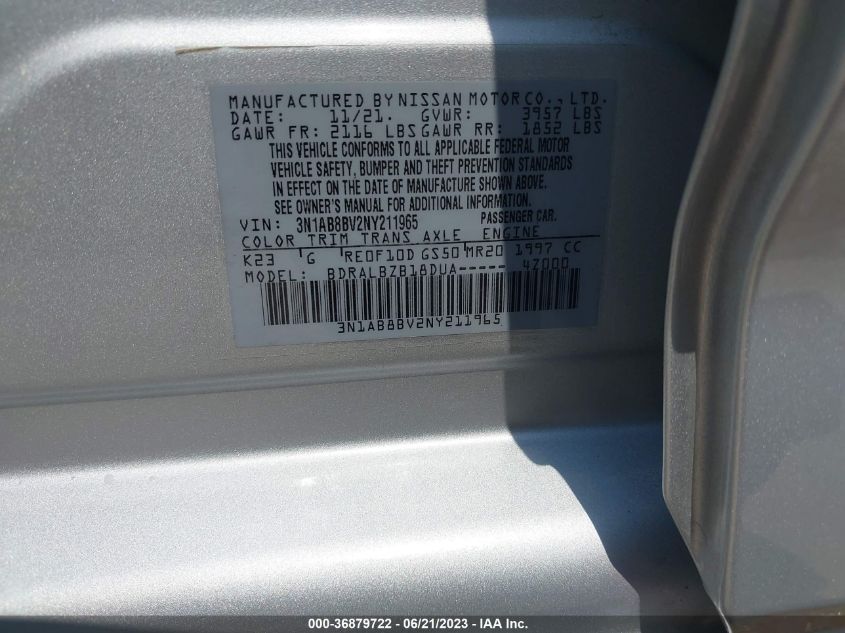 MANUFACTURED BY NISSAN MOTOR CO., LTD.
DATE: 11/21. GVWR: 3957 LBS
GAWR FR: 2116 LBS GAWR RR: 1852 LBS
THIS VEHICLE CONFORMS TO ALL APPLICABLE FEDERAL MOTOR
VEHICLE SAFETY, BUMPER AND THEFT PREVENTION STANDARDS
IN EFFECT ON THE DATE OF MANUFACTURE SHOWN ABOVE.
SEE OWNER'S MANUAL FOR ADDITIONAL INFORMATION.
VIN: 3N1AB8BV2NY211965 PASSENGER CAR.
COLOR TRIM TRANS AXLE ENGINE
K23 G RE0F10D GS50 MR20 1997 CC
MODEL: BDRALBZB18DUA----- 47000
3N1AB8BV2NY211965
000-36879722 - 06/21/2023 - IAA Inc.